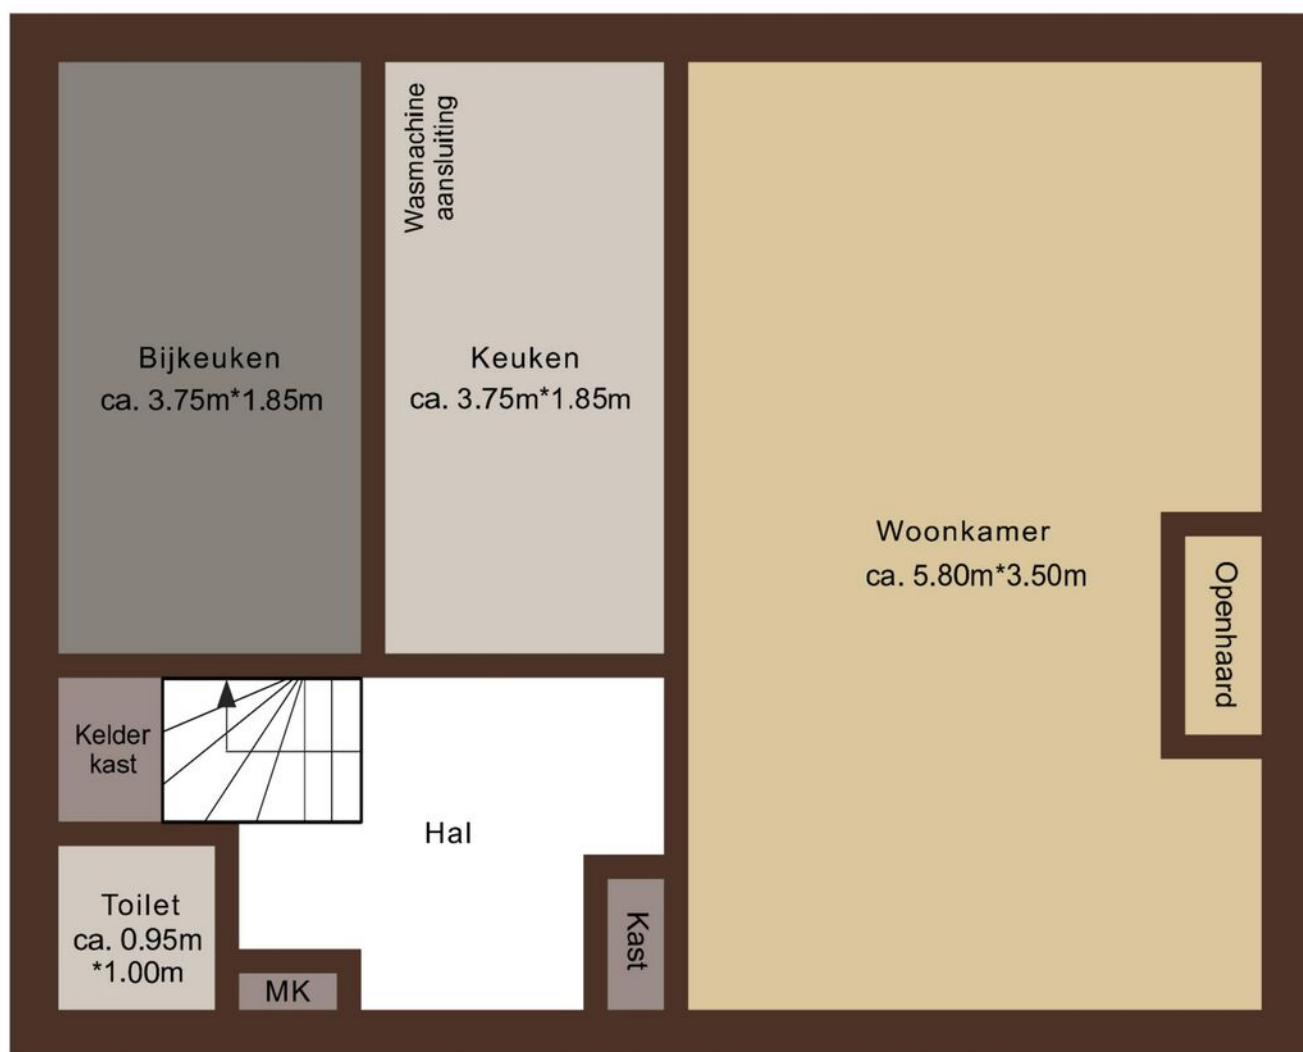 Wasmachine
aansluiting
Bijkeuken
ca. 3.75m*1.85m
Keuken
ca. 3.75m*1.85m
Woonkamer
ca. 5.80m*3.50m
Openhaard
Kelder
kast
Hal
Toilet
ca. 0.95m
*1.00m
MK
Kast